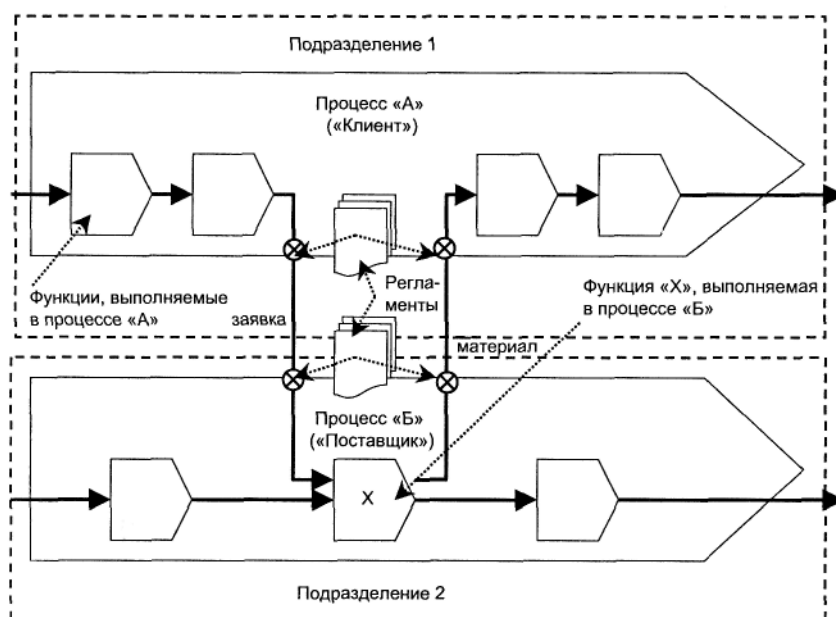 Подразделение 1
Процесс «А»
(«Клиент»)
Функции, выполняемые
в процессе «А»
заявка
Регла-
менты
Функция «Х», выполняемая
в процессе «Б»
материал
Процесс «Б»
(«Поставщик»)
Х
Подразделение 2